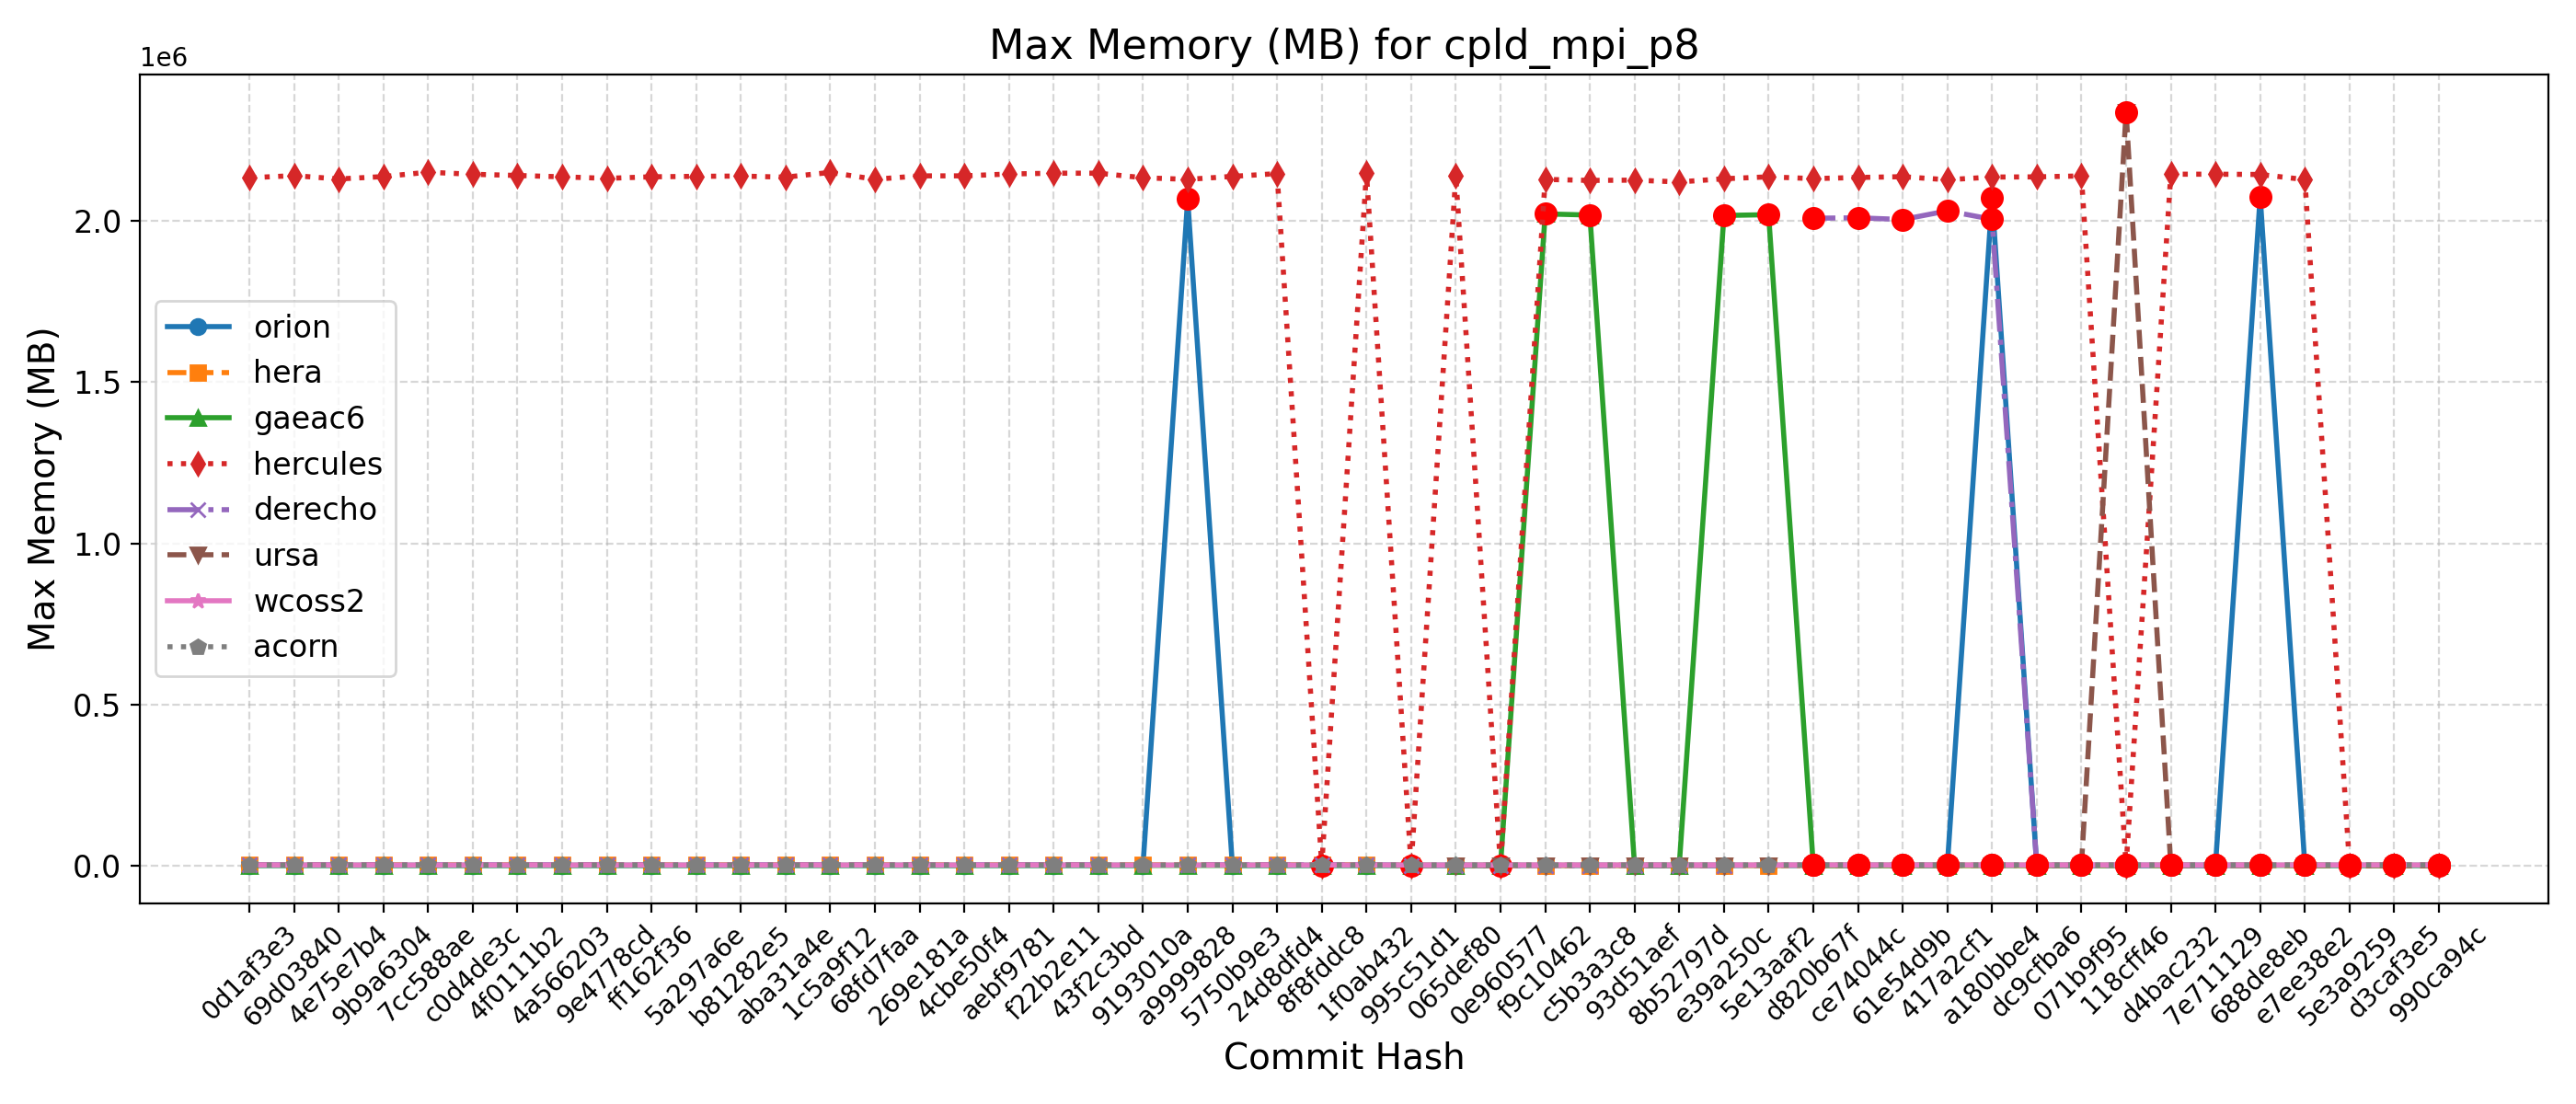 Max Memory (MB) for cpld_mpi_p8
1e6
Max Memory (MB)
2.0
1.5
1.0
0.5
0.0
orion
hera
gaeac6
hercules
derecho
ursa
wcoss2
acorn
0d1af3e3
69d03840
4e75e7b4
9b9a6304
7cc588ae
c0d4de3c
4f0111b2
4a566203
9e4778cd
ff162f36
5a297a6e
b81282e5
aba31a4e
1c5a9f12
68fd7faa
269e181a
4cbe50f4
aebf9781
f22b2e11
43f2c3bd
9193010a
a9999828
5750b9e3
24d8dfd4
8f8fddc8
1f0ab432
995c51d1
065def80
0e960577
f9c10462
c5b3a3c8
93d51aef
8b52797d
e39a250c
5e13aaf2
d820b67f
ce74044c
61e54d9b
417a2cf1
a180bbe4
dc9cfba6
071b9f95
118cff46
d4bac232
7e711129
688de8eb
e7ee38e2
5e3a9259
d3caf3e5
990ca94c
Commit Hash